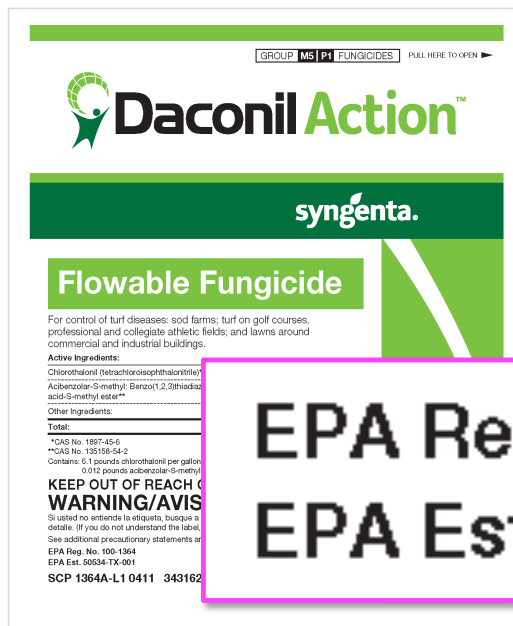 GROUP M5 P1 FUNGICIDES PULL HERE TO OPEN
Daconil Action™
syngenta®
Flowable Fungicide
For control of turf diseases: sod farms; turf on golf courses,
professional and collegiate athletic fields; and lawns around
commercial and industrial buildings.
Active Ingredients:
Chlorothalonil (tetrachloroisophthalonitrile)*
Acibenzolar-S-methyl: Benzo(1,2,3)thiadiaz
acid-S-methyl ester**
Other Ingredients:
Total:
*CAS No. 1897-45-6
**CAS No. 135158-54-2
Contains: 6.1 pounds chlorothalonil per gallon
0.012 pounds acibenzolar-S-methyl
KEEP OUT OF REACH
WARNING/AVIS
Si usted no entiende la etiqueta, busque a
detalle. (If you do not understand the label,
See additional precautionary statements an
EPA Reg. No. 100-1364
EPA Est. 50534-TX-001
SCP 1364A-L1 0411 343162
EPA Re
EPA Es